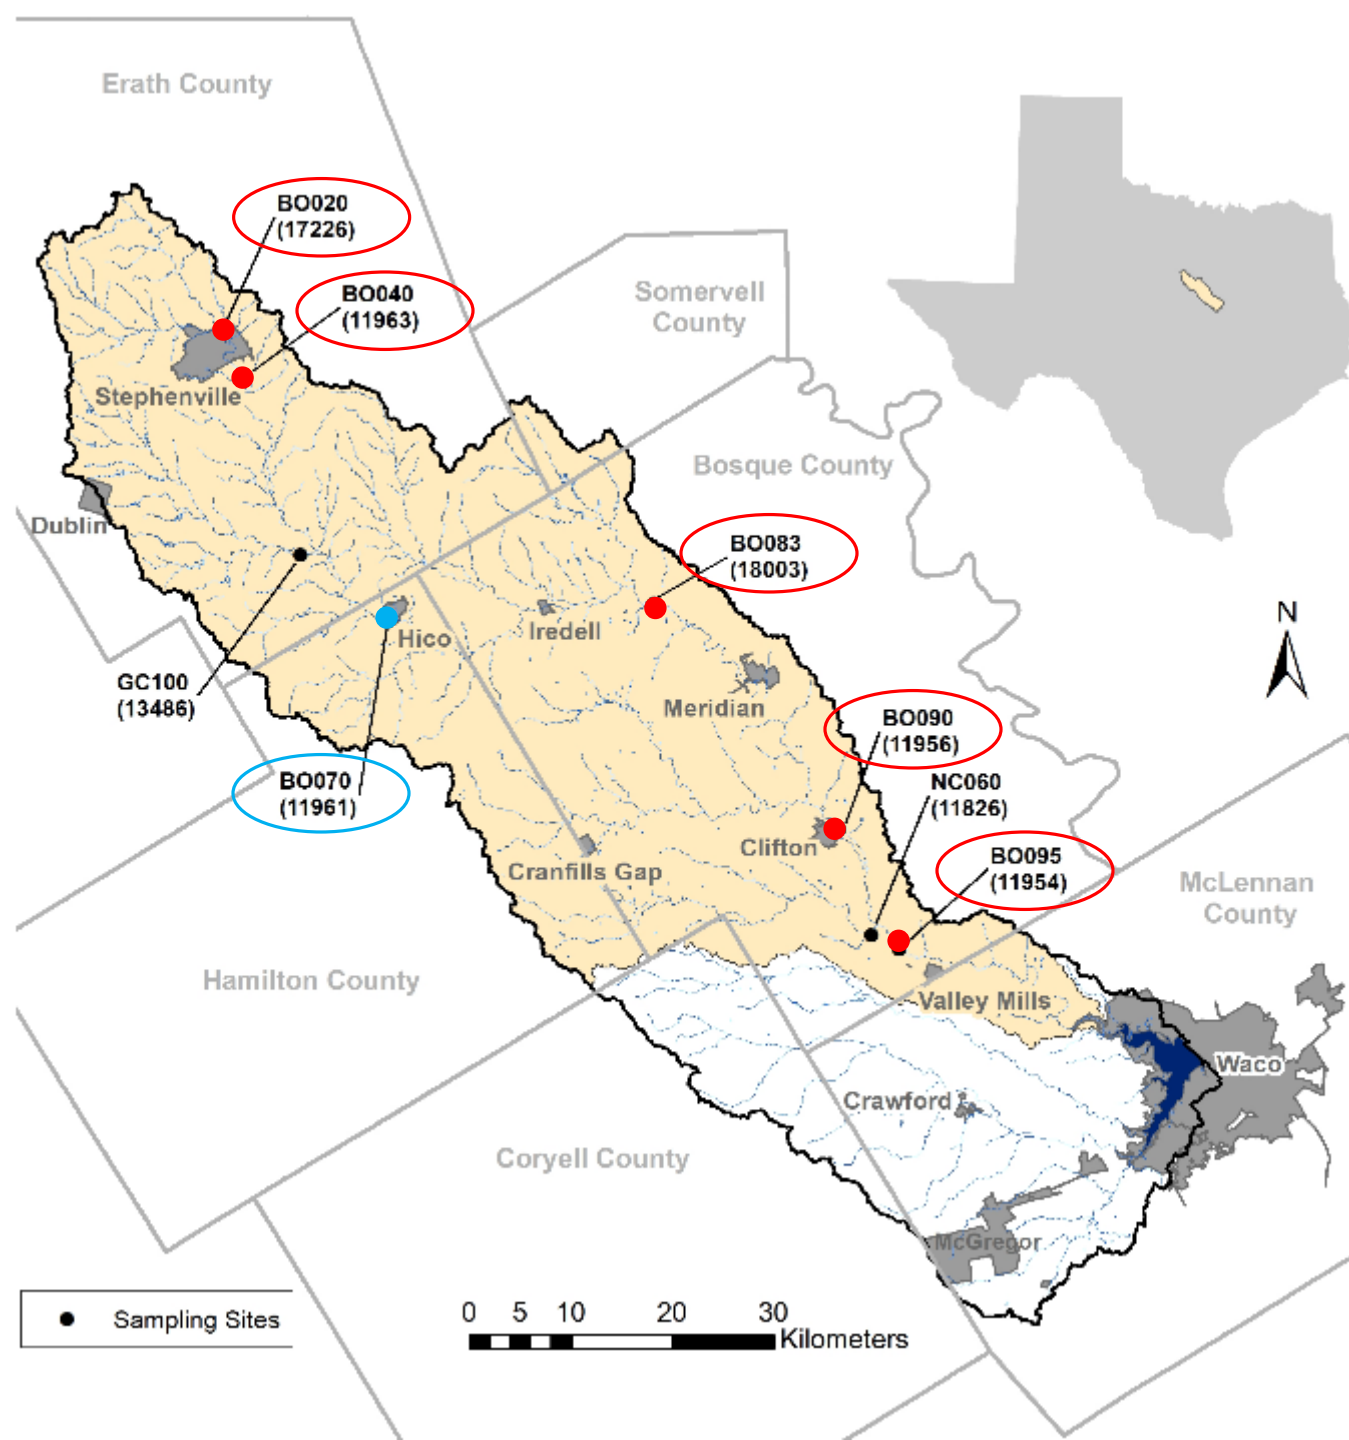 Erath County
BO020
(17226)
BO040
(11963)
Somervell
County
Stephenville
Bosque County
Dublin
BO083
(18003)
N
Hico
Iredell
GC100
(13486)
Meridian
BO090
(11956)
BO070
(11961)
NC060
(11826)
Clifton
BO095
(11954)
Cranfills Gap
McLennan
County
Hamilton County
Valley Mills
Waco
Crawford
Coryell County
McGregor
Sampling Sites
0 5 10 20 30
Kilometers